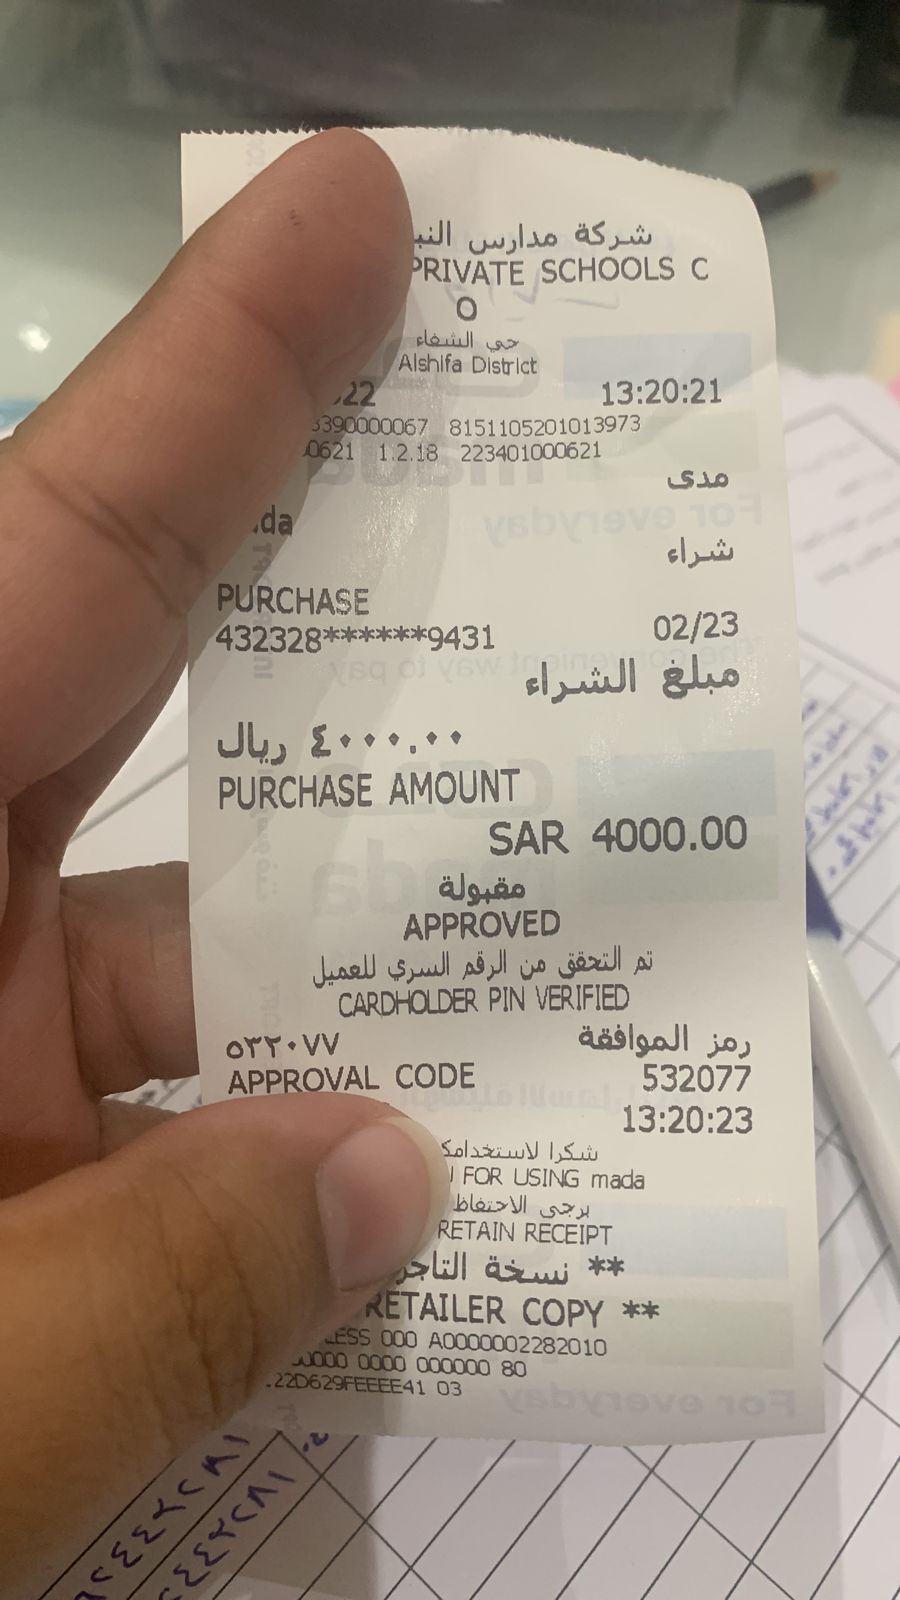 شركة مدارس
PRIVATE SCHOOLS C
O
حي الشفاء
Alshifa District
22 13:20:21
390000067 8151105201013973
0621 1.2.18 223401000621
مدى
da
شراء
PURCHASE
432328******9431 02/23
مبلغ الشراء
٤٠٠٠.٠٠ ريال
PURCHASE AMOUNT
SAR 4000.00
مقبولة
APPROVED
تم التحقق من الرقم السري للعميل
CARDHOLDER PIN VERIFIED
رمز الموافقة ٥٣٢٠٧٧
APPROVAL CODE 532077
13:20:23
شكرا لاستخدامك
FOR USING mada
يرجى الاحتفاظ
RETAIN RECEIPT
** نسخة التاجر
RETAILER COPY **
LESS 000 A0000002282010
0000 0000 000000 80
22D629FEEEE41 03